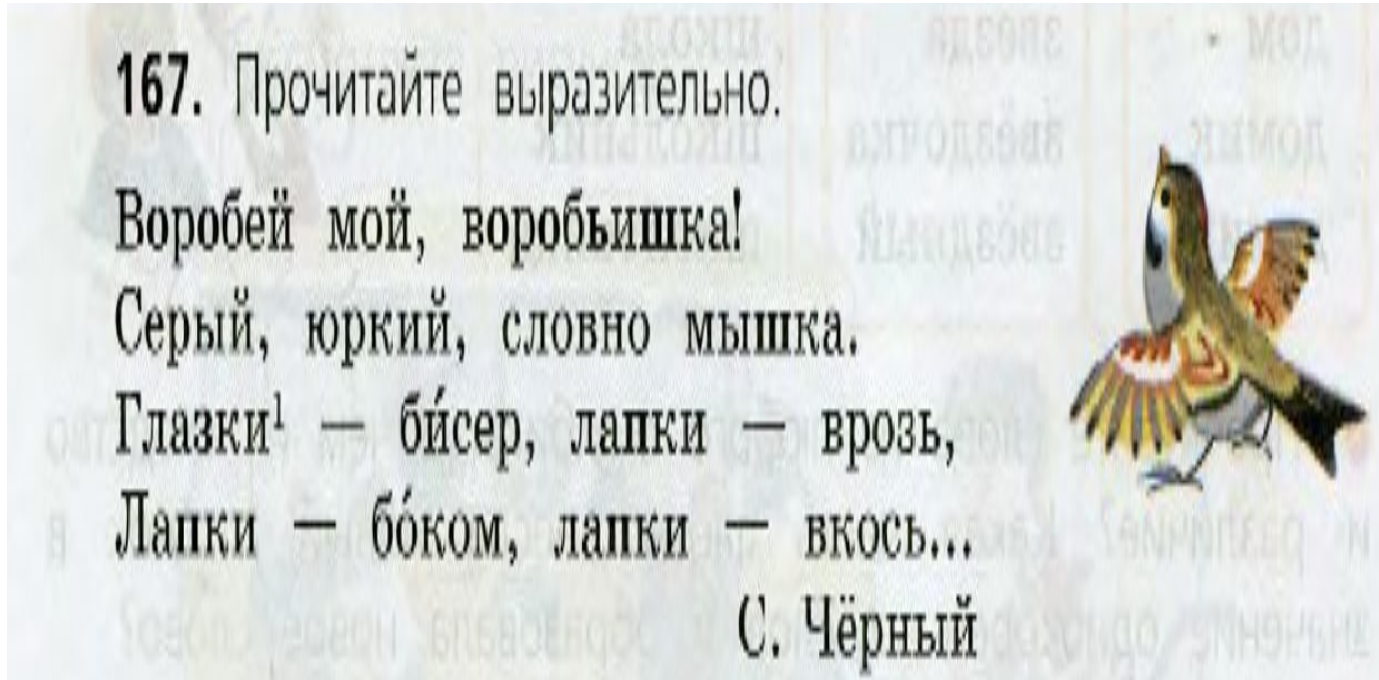 167. Прочитайте выразительно.
Воробей мой, воробьишка!
Серый, юркий, словно мышка.
Глазки¹ — би́сер, лапки — врозь,
Лапки — бо́ком, лапки — вкось...
С. Чёрный